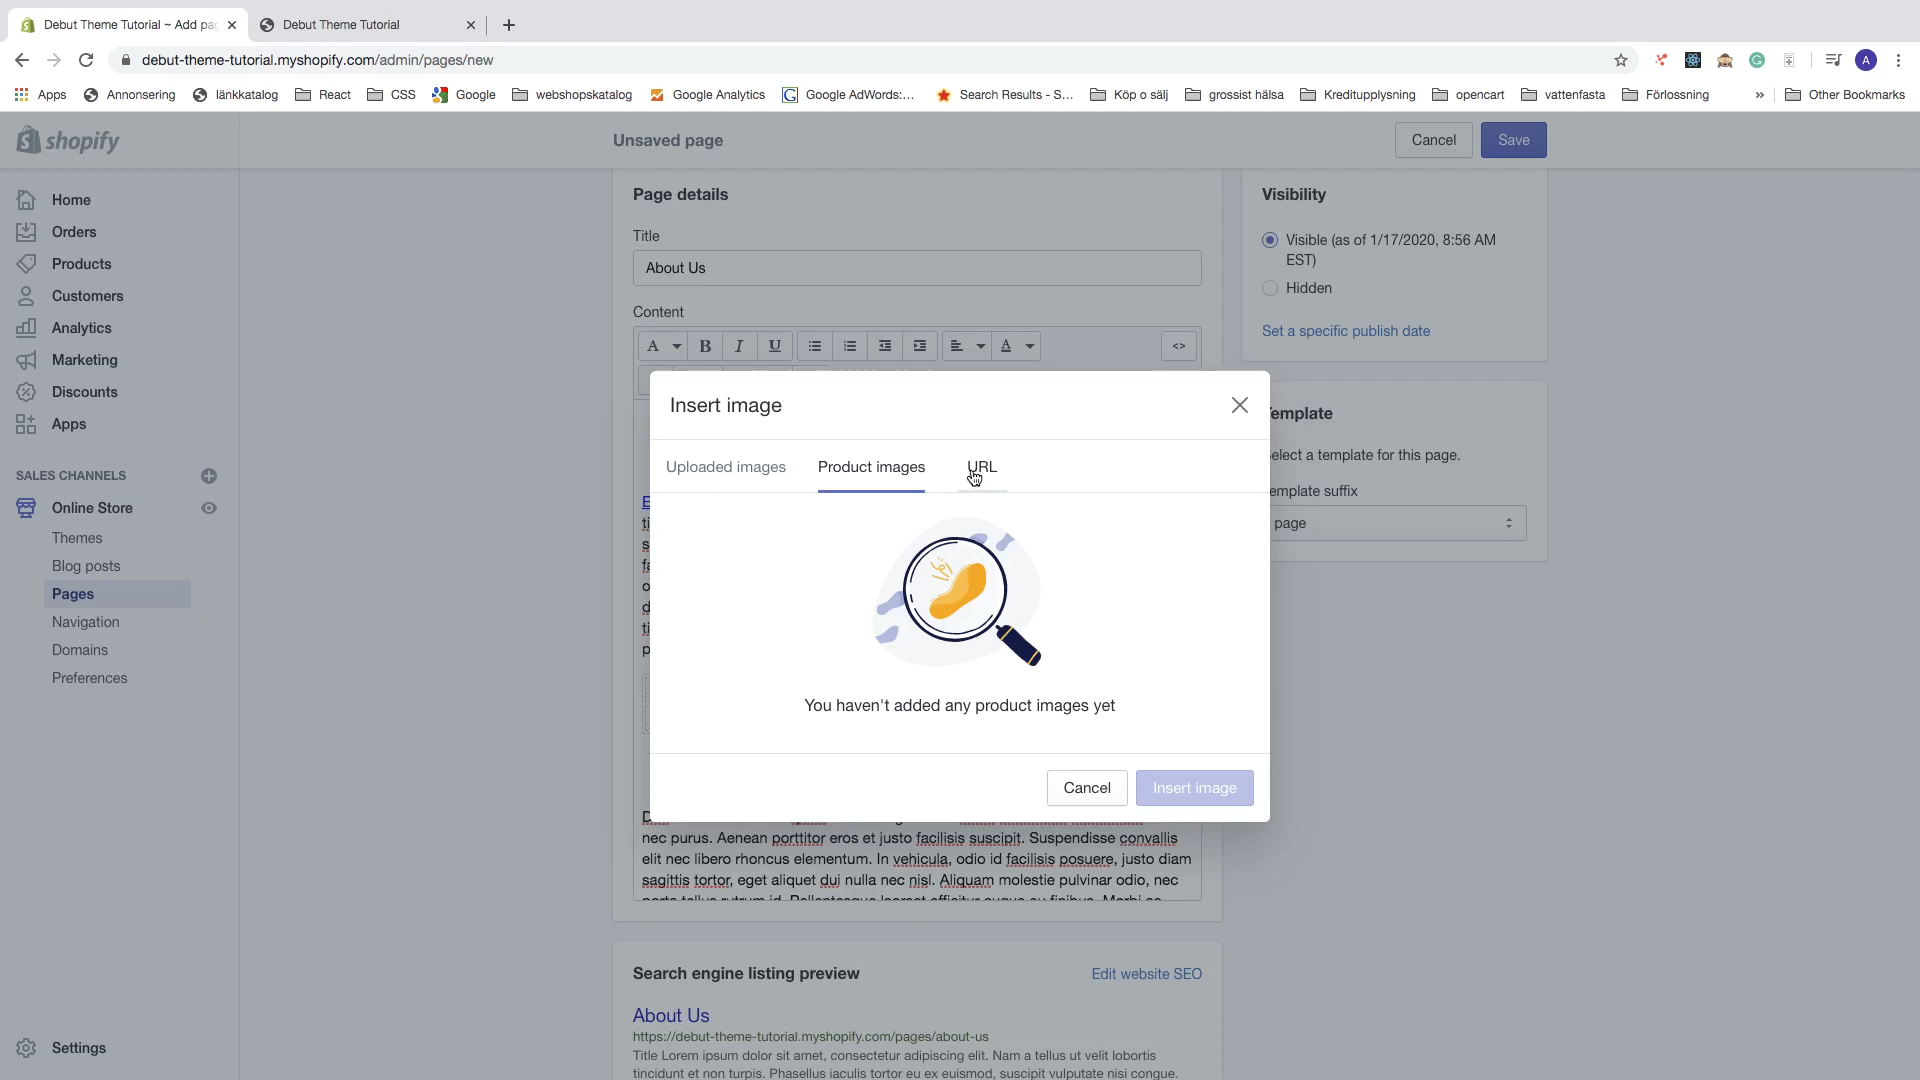 Debut Theme Tutorial ~ Add pag
Debut Theme Tutorial
debut-theme-tutorial.myshopify.com/admin/pages/new
A
Apps
Annonsering
länkkatalog
React
CSS
Google
webshopskatalog
Google Analytics
Google AdWords:...
Search Results - S...
Köp o sälj
grossist hälsa
Kreditupplysning
opencart
vattenfasta
Förlossning
»
Other Bookmarks
shopify
Unsaved page
Cancel
Save
Home
Orders
Products
Customers
Analytics
Marketing
Discounts
Apps
SALES CHANNELS
Online Store
Themes
Blog posts
Pages
Navigation
Domains
Preferences
Settings
Page details
Title
About Us
Content
A
B
I
U
A
<>
Insert image
Uploaded images
Product images
URL
You haven't added any product images yet
Cancel
Insert image
nec purus. Aenean porttitor eros et justo facilisis suscipit. Suspendisse convallis
elit nec libero rhoncus elementum. In vehicula, odio id facilisis posuere, justo diam
sagittis tortor, eget aliquet dui nulla nec nisl. Aliquam molestie pulvinar odio, nec
Visibility
Visible (as of 1/17/2020, 8:56 AM
EST)
Hidden
Set a specific publish date
emplate
elect a template for this page.
emplate suffix
page
Search engine listing preview
Edit website SEO
About Us
https://debut-theme-tutorial.myshopify.com/pages/about-us
Title Lorem ipsum dolor sit amet, consectetur adipiscing elit. Nam a tellus ut velit lobortis
tincidunt et non turpis. Phasellus iaculis tortor eu ex euismod, suscipit vulputate nisi congue.